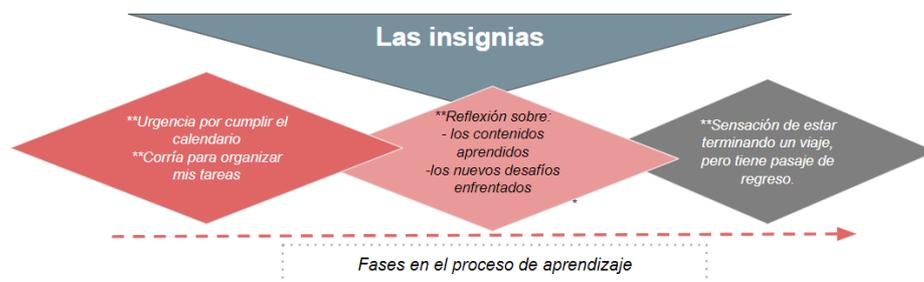 Las insignias
**Urgencia por cumplir el
calendario
**Corría para organizar
mis tareas
**Reflexión sobre:
- los contenidos
aprendidos
-los nuevos desafíos
enfrentados
*
**Sensación de estar
terminando un viaje,
pero tiene pasaje de
regreso.
Fases en el proceso de aprendizaje